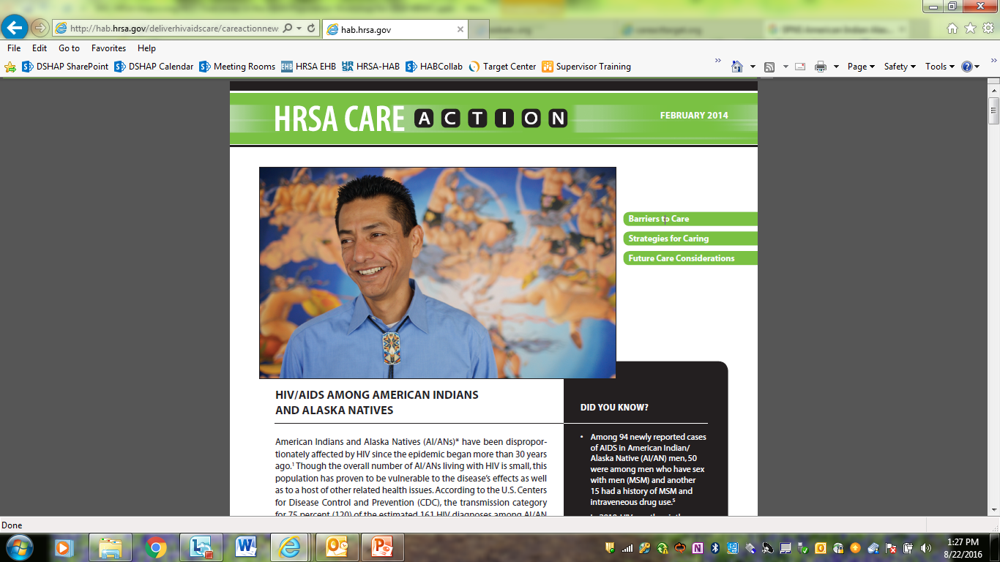 http://hab.hrsa.gov/deliverhivaidscare/careactionnew
hab.hrsa.gov
File Edit Go to Favorites Help
DSHAP SharePoint DSHAP Calendar Meeting Rooms HRSA EHB HRSA-HAB HABCollab Target Center Supervisor Training
Page Safety Tools
HRSA CARE ACTION
FEBRUARY 2014
Barriers to Care
Strategies for Caring
Future Care Considerations
HIV/AIDS AMONG AMERICAN INDIANS
AND ALASKA NATIVES
American Indians and Alaska Natives (AI/ANs)* have been dispropor-
tionately affected by HIV since the epidemic began more than 30 years
ago.¹ Though the overall number of AI/ANs living with HIV is small, this
population has proven to be vulnerable to the disease's effects as well
as to a host of other related health issues. According to the U.S. Centers
for Disease Control and Prevention (CDC), the transmission category
for 75 percent (120) of the estimated 161 HIV diagnoses among AI/AN
DID YOU KNOW?
• Among 94 newly reported cases
of AIDS in American Indian/
Alaska Native (AI/AN) men, 50
were among men who have sex
with men (MSM) and another
15 had a history of MSM and
intraveneous drug use.⁵
Done
1:27 PM
8/22/2016